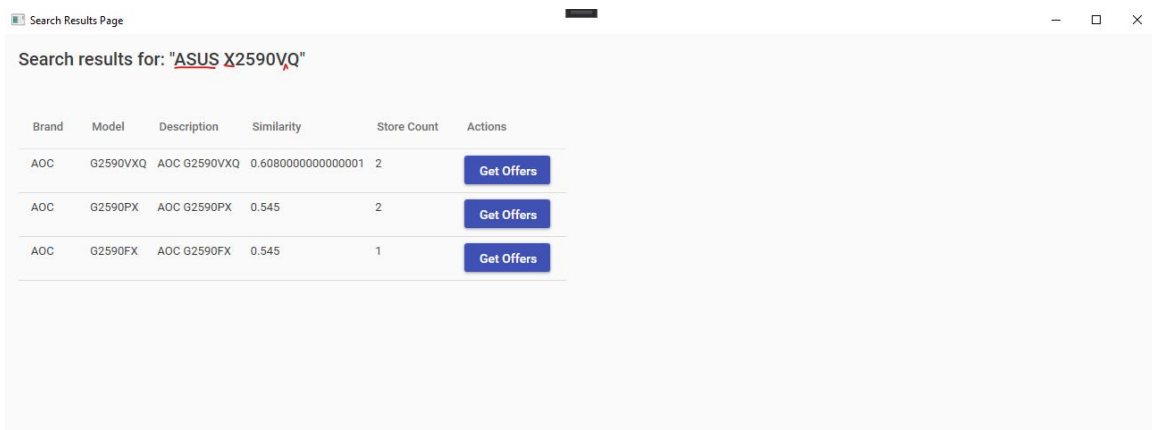 Search Results Page
Search results for: "ASUS X2590VQ"
Brand Model Description Similarity Store Count Actions
AOC G2590VXQ AOC G2590VXQ 0.6080000000000001 2 Get Offers
AOC G2590PX AOC G2590PX 0.545 2 Get Offers
AOC G2590FX AOC G2590FX 0.545 1 Get Offers